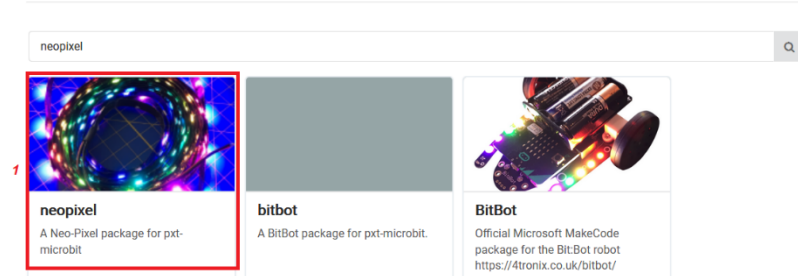 neopixel
1
neopixel
A Neo-Pixel package for pxt-
microbit
bitbot
A BitBot package for pxt-microbit.
BitBot
Official Microsoft MakeCode
package for the Bit:Bot robot
https://4tronix.co.uk/bitbot/